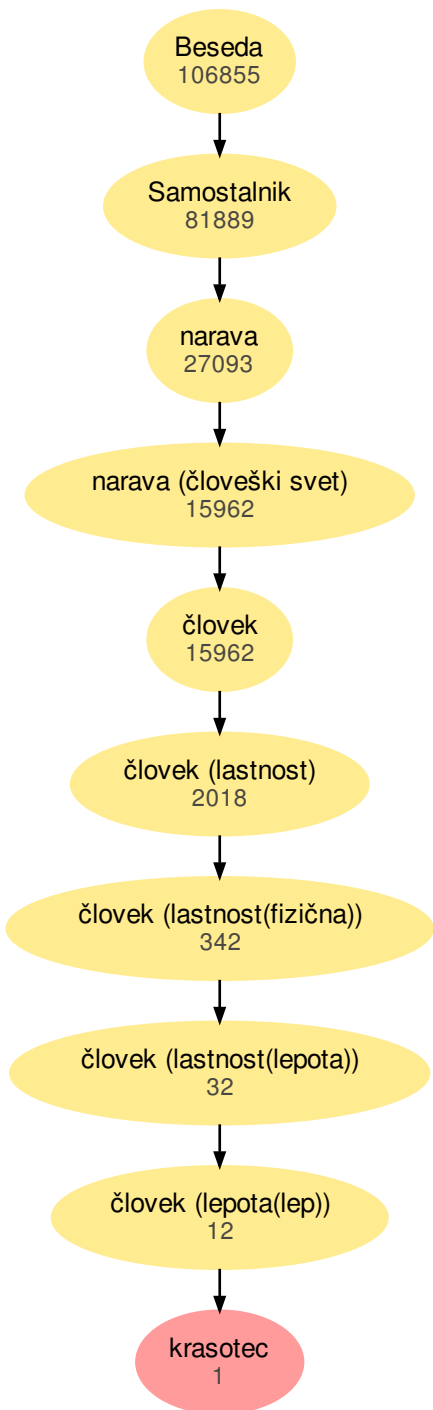 Beseda
106855
Samostalnik
81889
narava
27093
narava (človeški svet)
15962
človek
15962
človek (lastnost)
2018
človek (lastnost(fizična))
342
človek (lastnost(lepota))
32
človek (lepota(lep))
12
krasotec
1